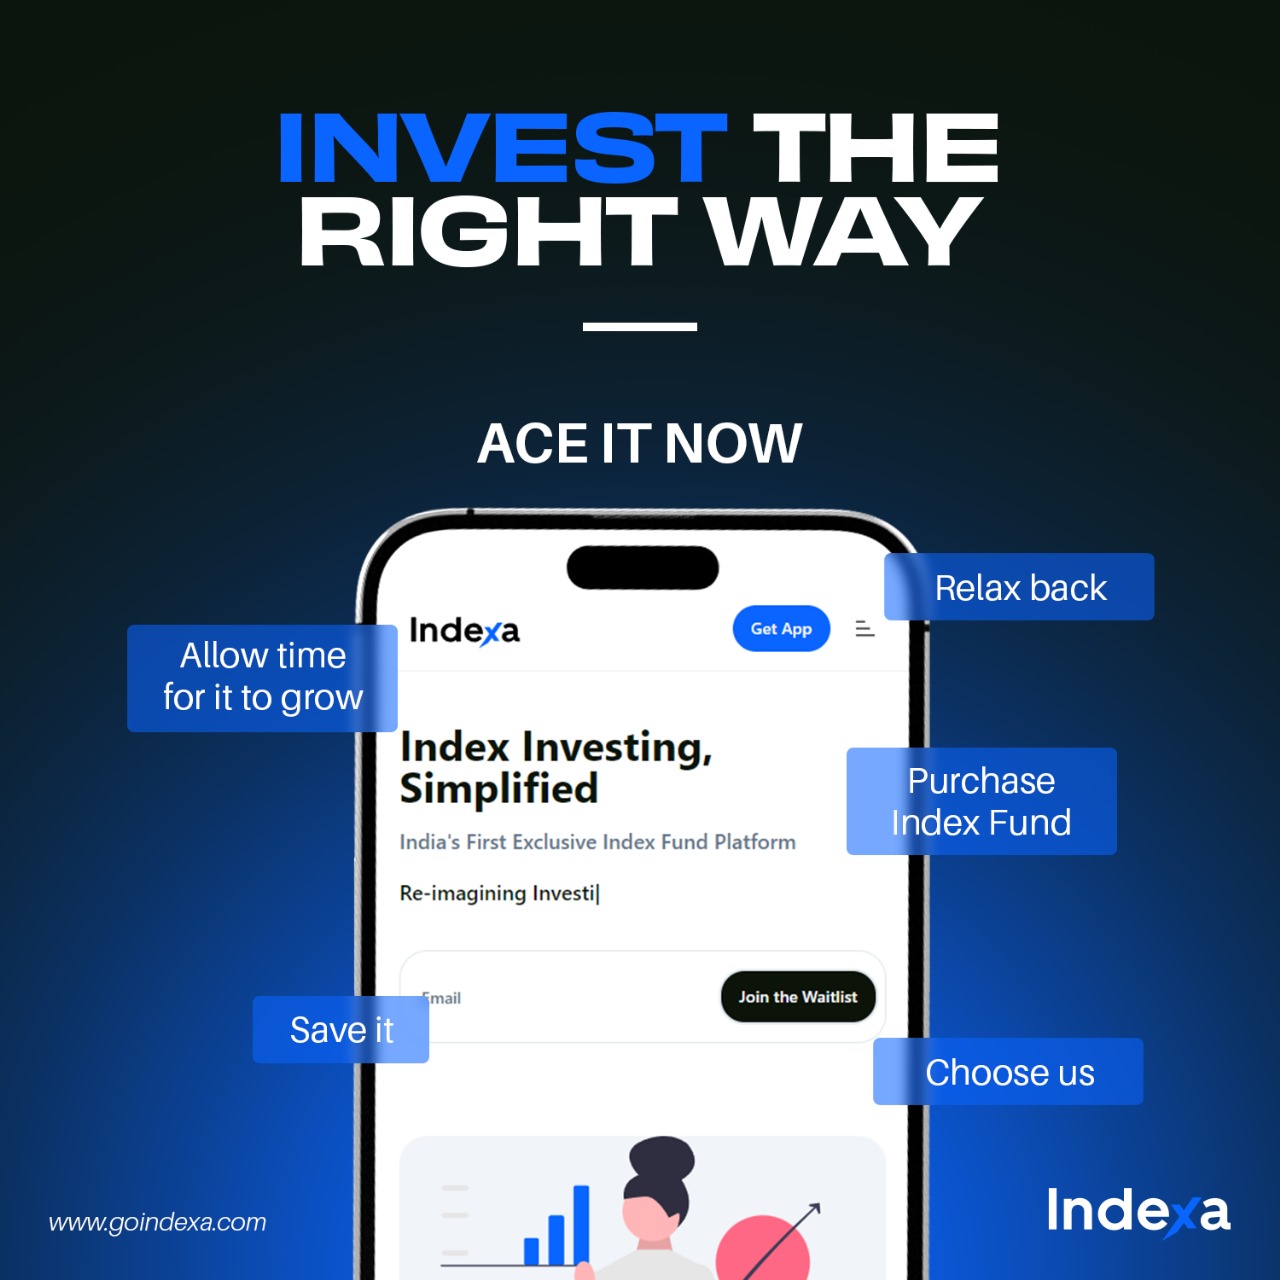 INVEST THE
RIGHT WAY
ACE IT NOW
Relax back
Indexa
Get App
Allow time
for it to grow
Index Investing,
Simplified
Purchase
Index Fund
India's First Exclusive Index Fund Platform
Re-imagining Investi|
Email
Join the Waitlist
Save it
Choose us
www.goindexa.com
Indexa